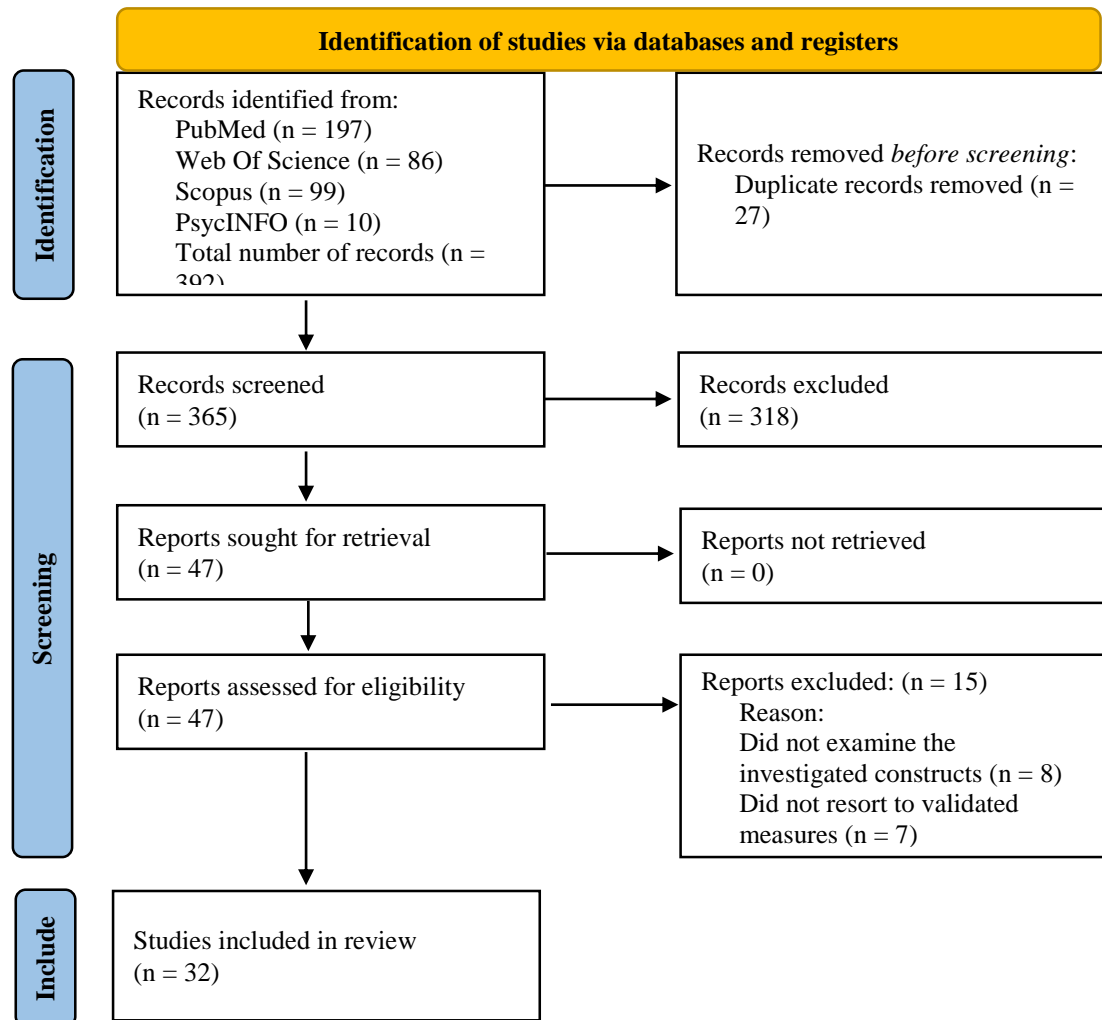 Identification of studies via databases and registers
Identification
Records identified from:
PubMed (n = 197)
Web Of Science (n = 86)
Scopus (n = 99)
PsycINFO (n = 10)
Total number of records (n =
392)
Records removed before screening:
Duplicate records removed (n =
27)
Screening
Records screened
(n = 365)
Records excluded
(n = 318)
Reports sought for retrieval
(n = 47)
Reports not retrieved
(n = 0)
Reports assessed for eligibility
(n = 47)
Reports excluded: (n = 15)
Reason:
Did not examine the
investigated constructs (n = 8)
Did not resort to validated
measures (n = 7)
Include
Studies included in review
(n = 32)